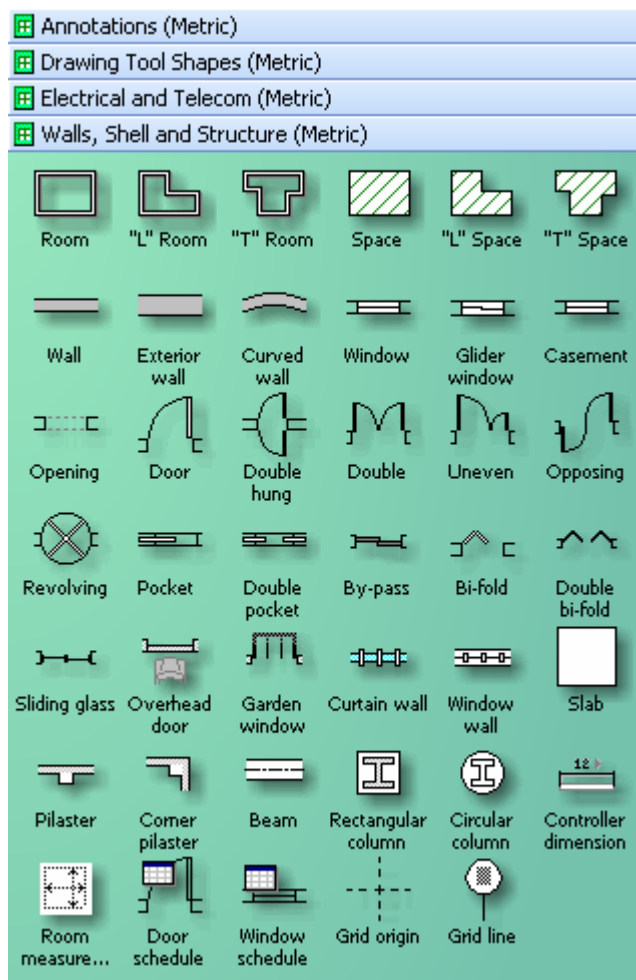 Annotations (Metric)
Drawing Tool Shapes (Metric)
Electrical and Telecom (Metric)
Walls, Shell and Structure (Metric)
Room "L" Room "T" Room Space "L" Space "T" Space
Wall Exterior wall Curved wall Window Glider window Casement
Opening Door Double hung Double Uneven Opposing
Revolving Pocket Double pocket By-pass Bi-fold Double bi-fold
Sliding glass Overhead door Garden window Curtain wall Window wall Slab
12
Pilaster Corner pilaster Beam Rectangular column Circular column Controller dimension
Room measure... Door schedule Window schedule Grid origin Grid line